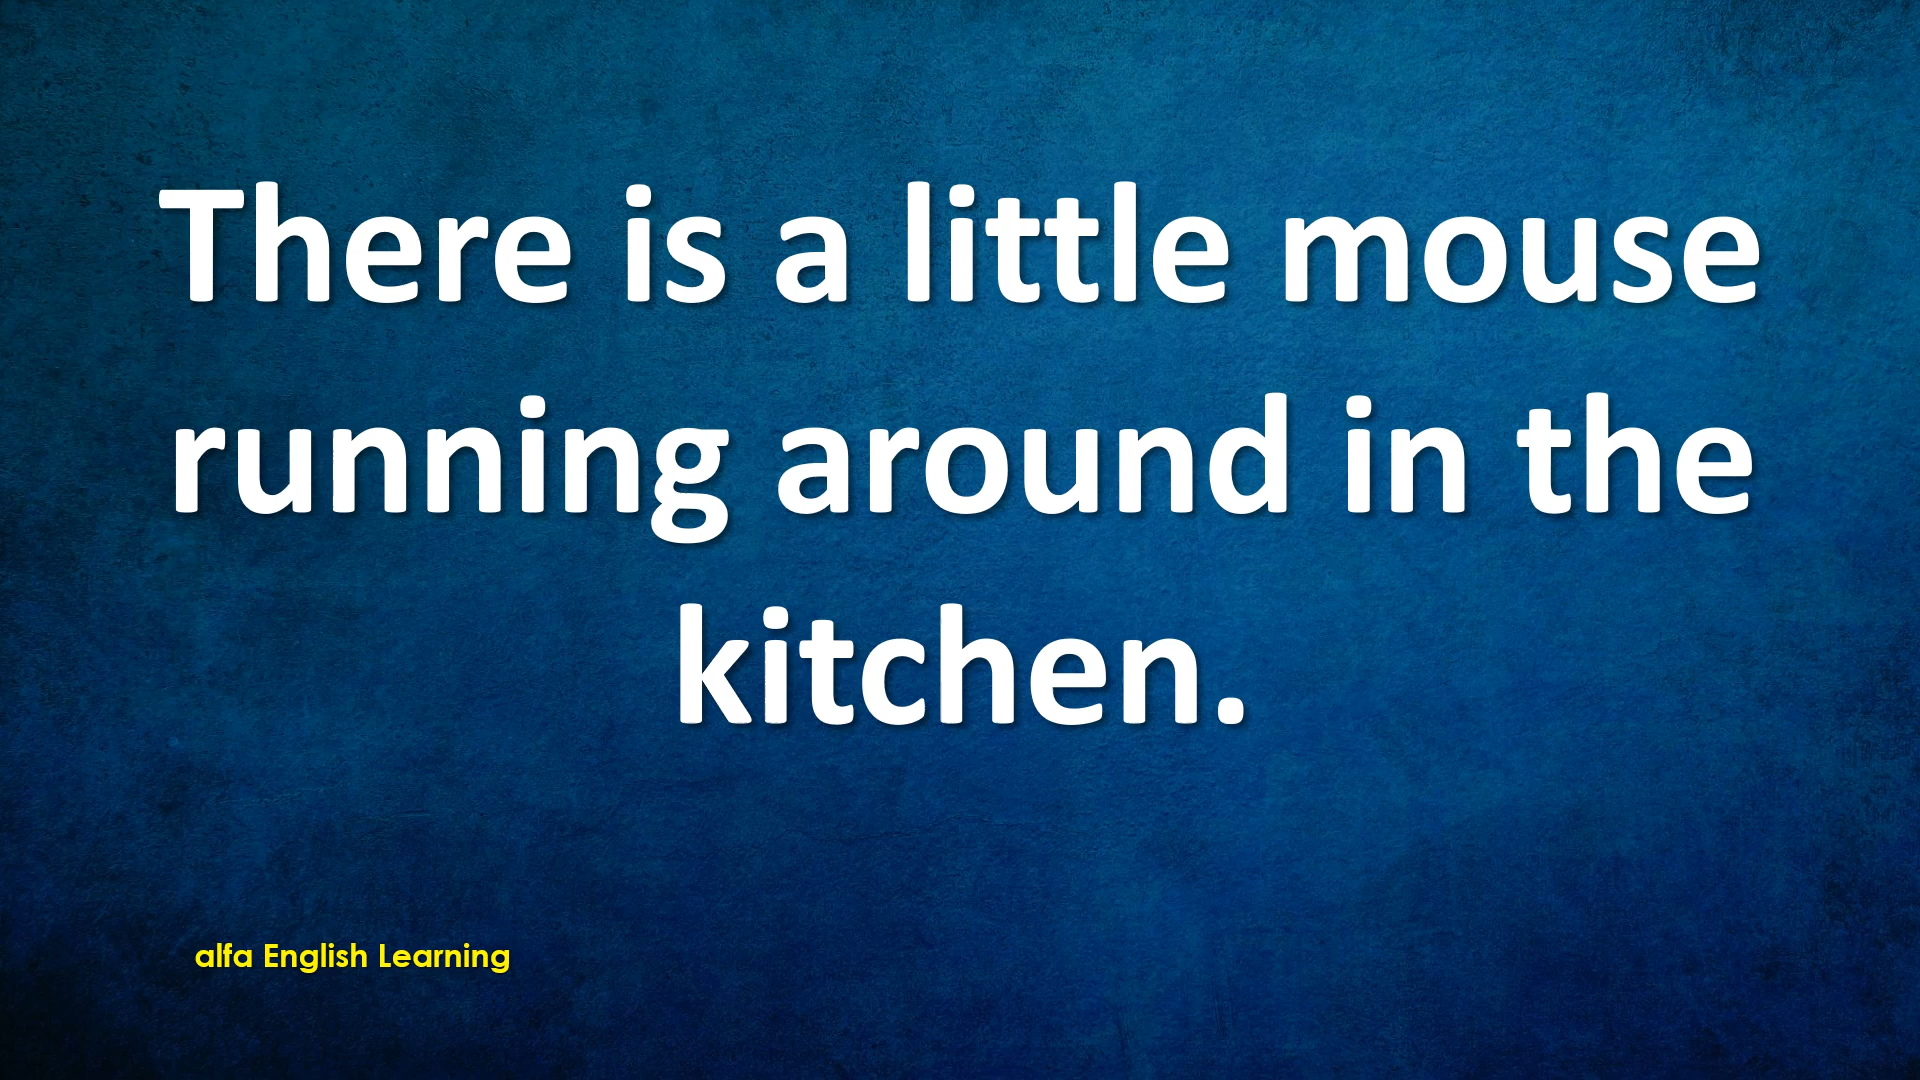 There is a little mouse
running around in the
kitchen.
alfa English Learning